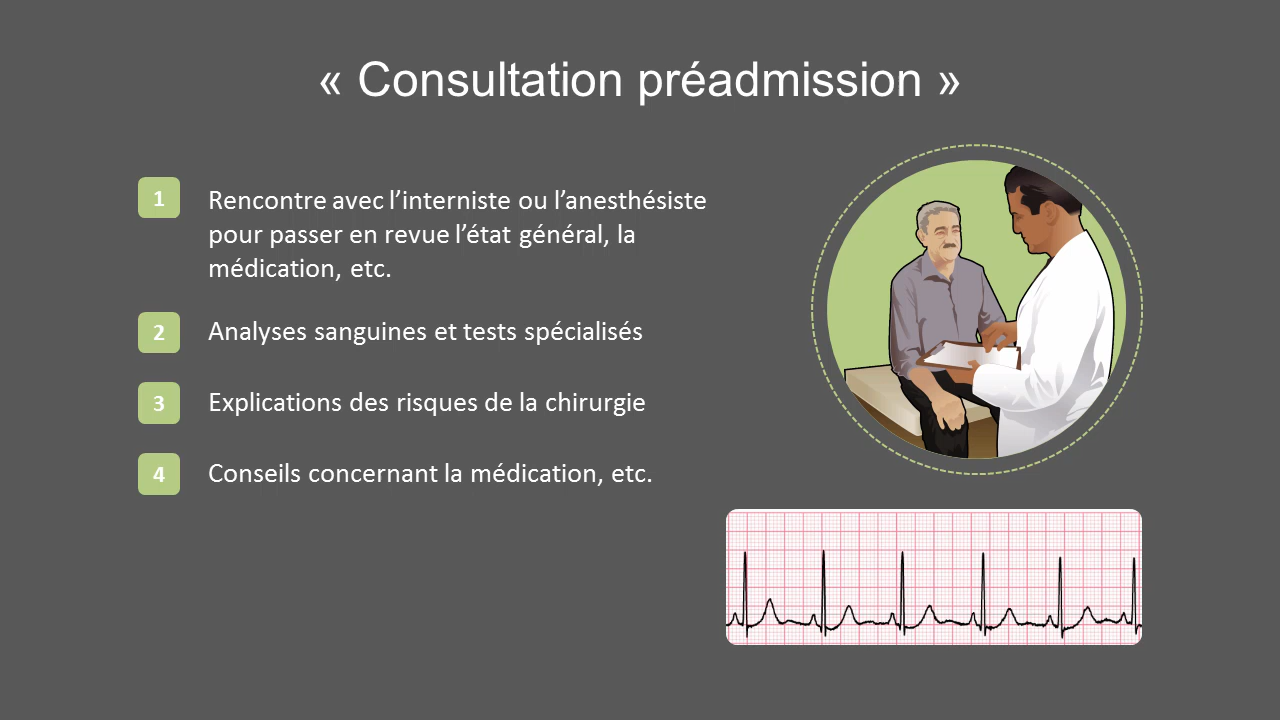 « Consultation préadmission »
1
Rencontre avec l’interniste ou l’anesthésiste
pour passer en revue l’état général, la
médication, etc.
2
Analyses sanguines et tests spécialisés
3
Explications des risques de la chirurgie
4
Conseils concernant la médication, etc.